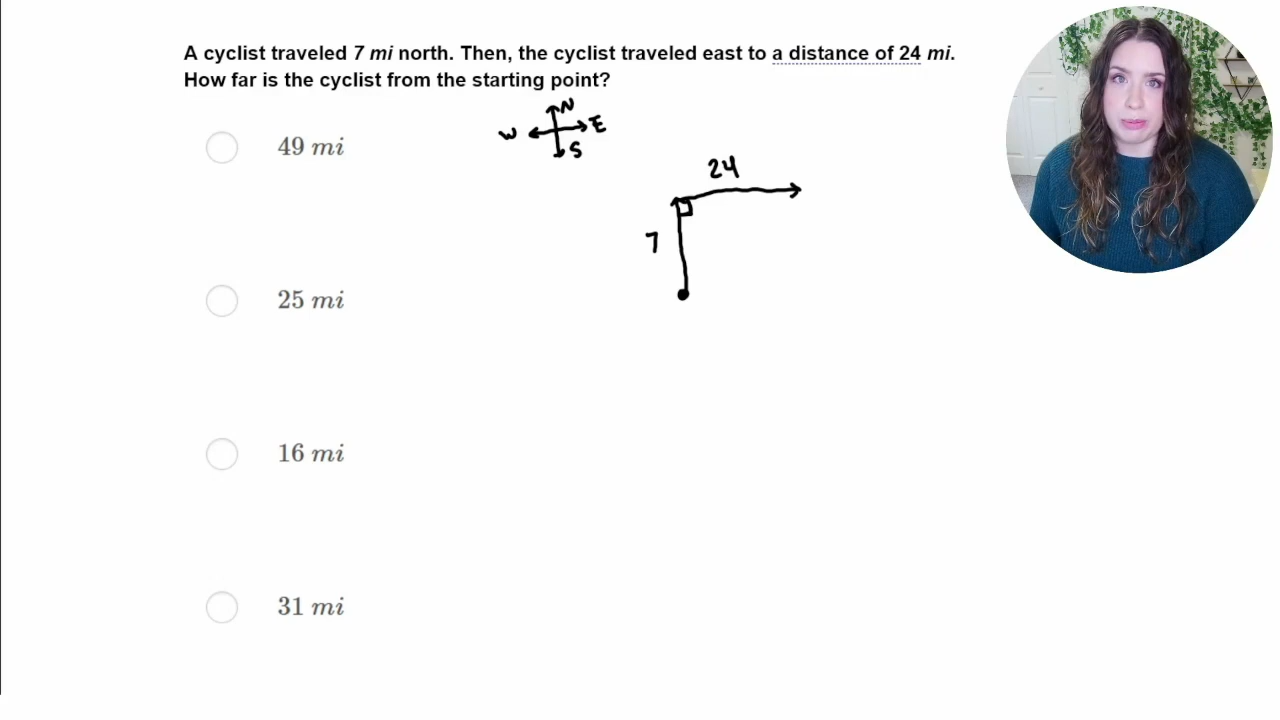 A cyclist traveled 7 mi north. Then, the cyclist traveled east to a distance of 24 mi.
How far is the cyclist from the starting point?
N
W E
S
49 mi
24
7
25 mi
16 mi
31 mi